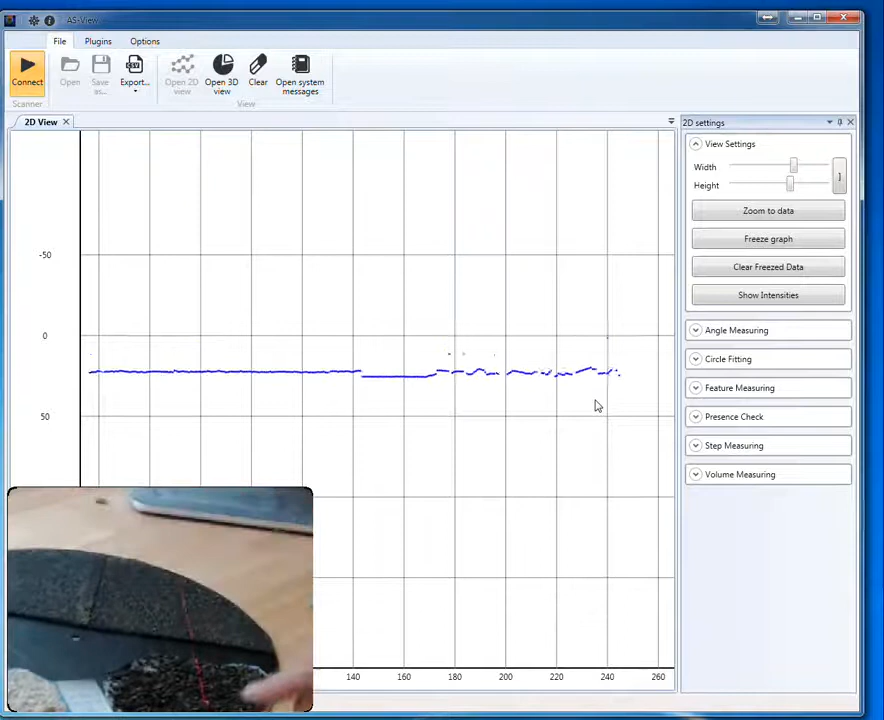 AS-View
File Plugins Options
Connect Open Save as... Export... Open 2D view Open 3D view Clear Open system messages
Scanner View
2D View
2D settings
View Settings
Width
Height
Zoom to data
Freeze graph
Clear Freezed Data
Show Intensities
Angle Measuring
Circle Fitting
Feature Measuring
Presence Check
Step Measuring
Volume Measuring
-50
0
50
140 160 180 200 220 240 260